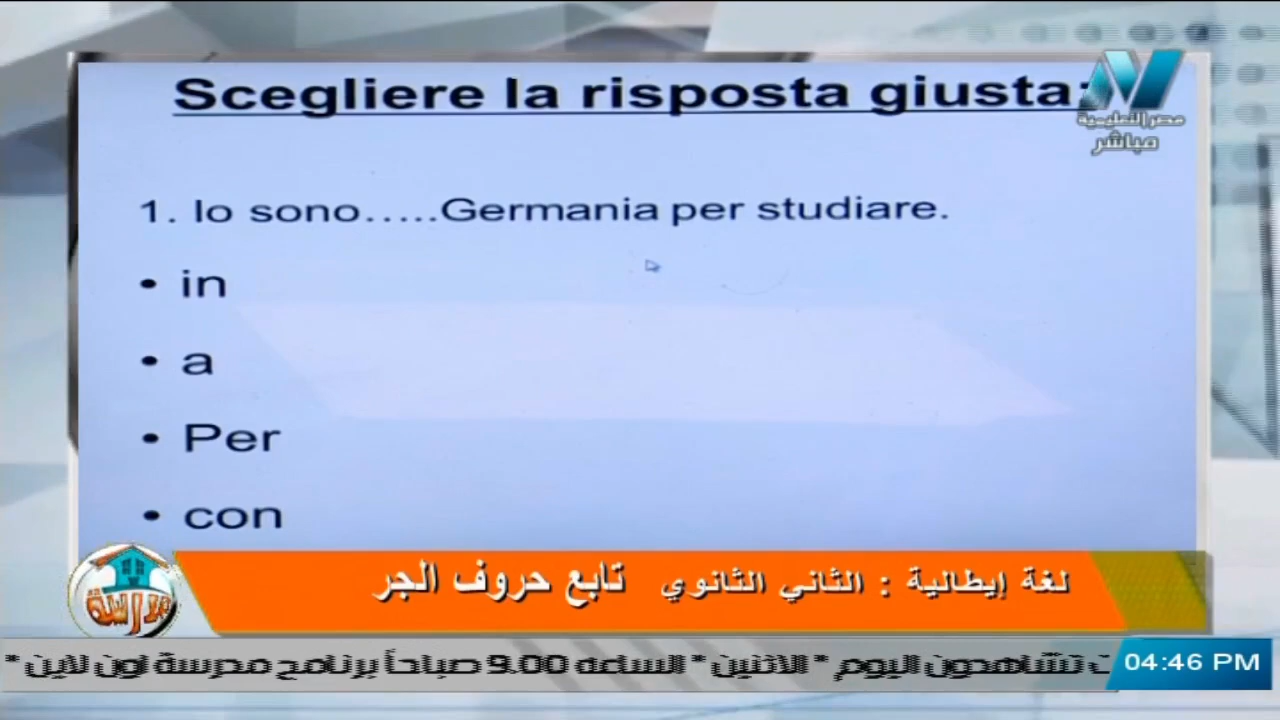 Scegliere la risposta giusta:
مصر التعليمية
مباشر
1. Io sono.....Germania per studiare.
• in
• a
• Per
• con
مدرسة
لغة إيطالية : الثاني الثانوي تابع حروف الجر
تشاهدون اليوم * الاثنين * الساعه 9.00 صباحاً برنامج مدرسة اون لاين *
04:46 PM